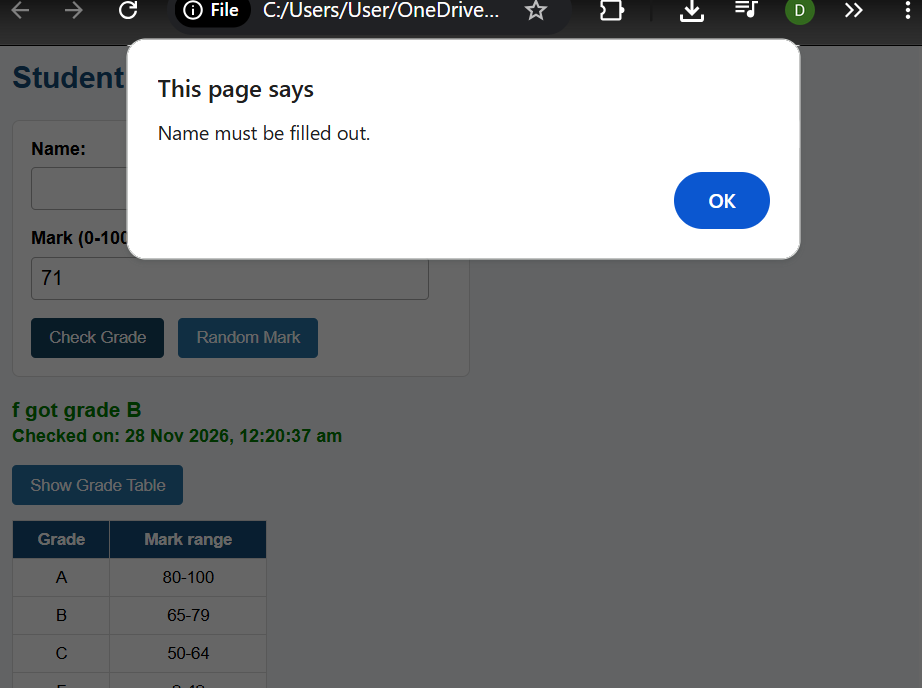 File C:/Users/User/OneDrive... D
This page says
Name must be filled out.
OK
Student
Name:
Mark (0-100
71
Check Grade Random Mark
f got grade B
Checked on: 28 Nov 2026, 12:20:37 am
Show Grade Table
Grade Mark range
A 80-100
B 65-79
C 50-64